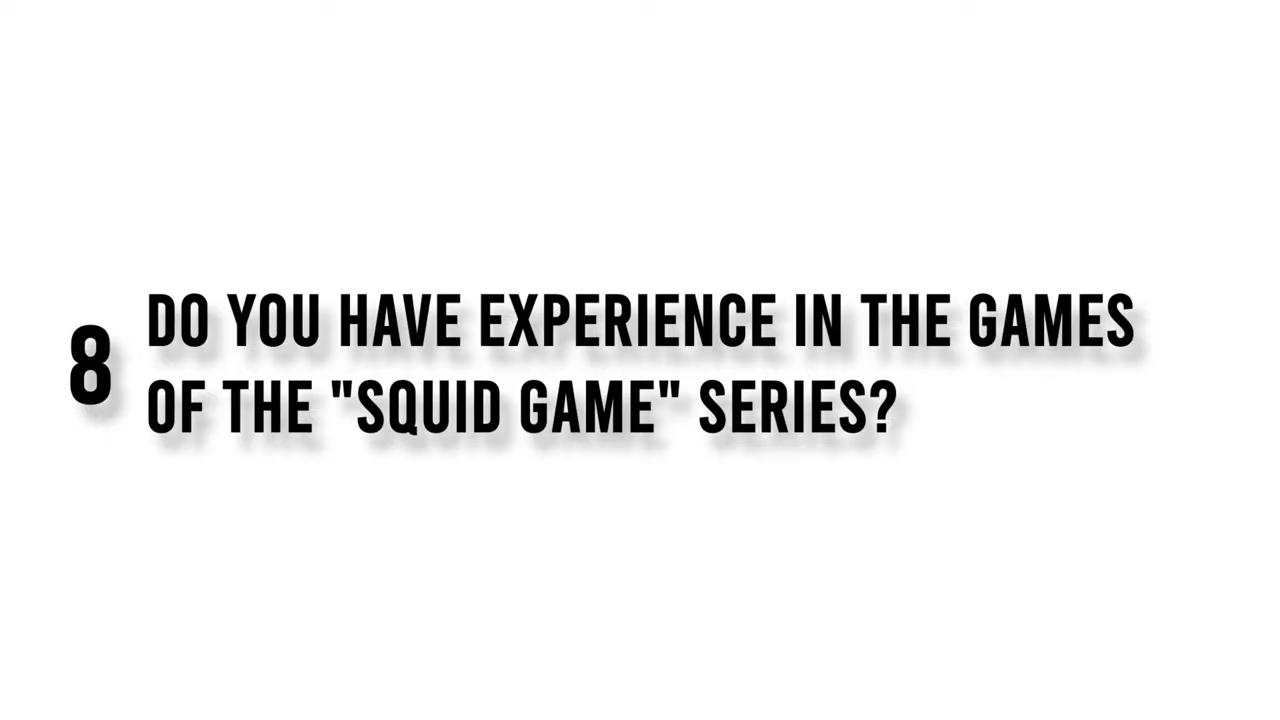 8
DO YOU HAVE EXPERIENCE IN THE GAMES
OF THE "SQUID GAME" SERIES?